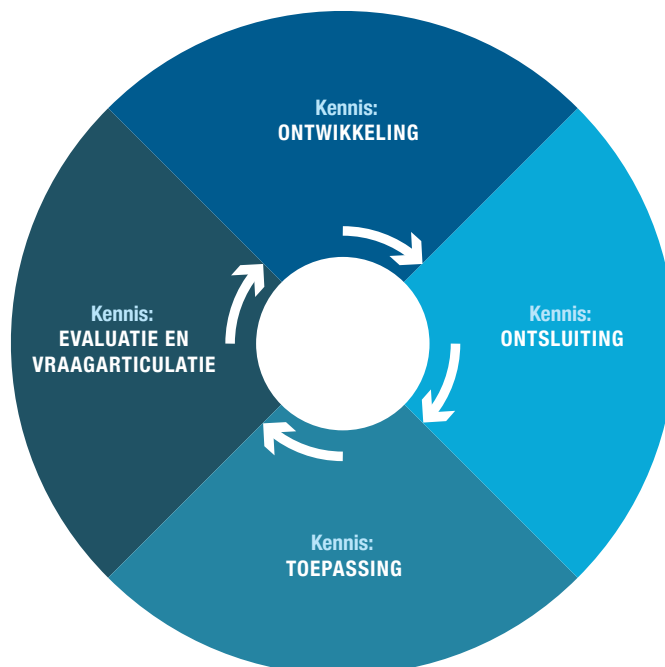 Kennis:
ONTWIKKELING
Kennis:
ONTSLUITING
Kennis:
TOEPASSING
Kennis:
EVALUATIE EN
VRAAGARTICULATIE